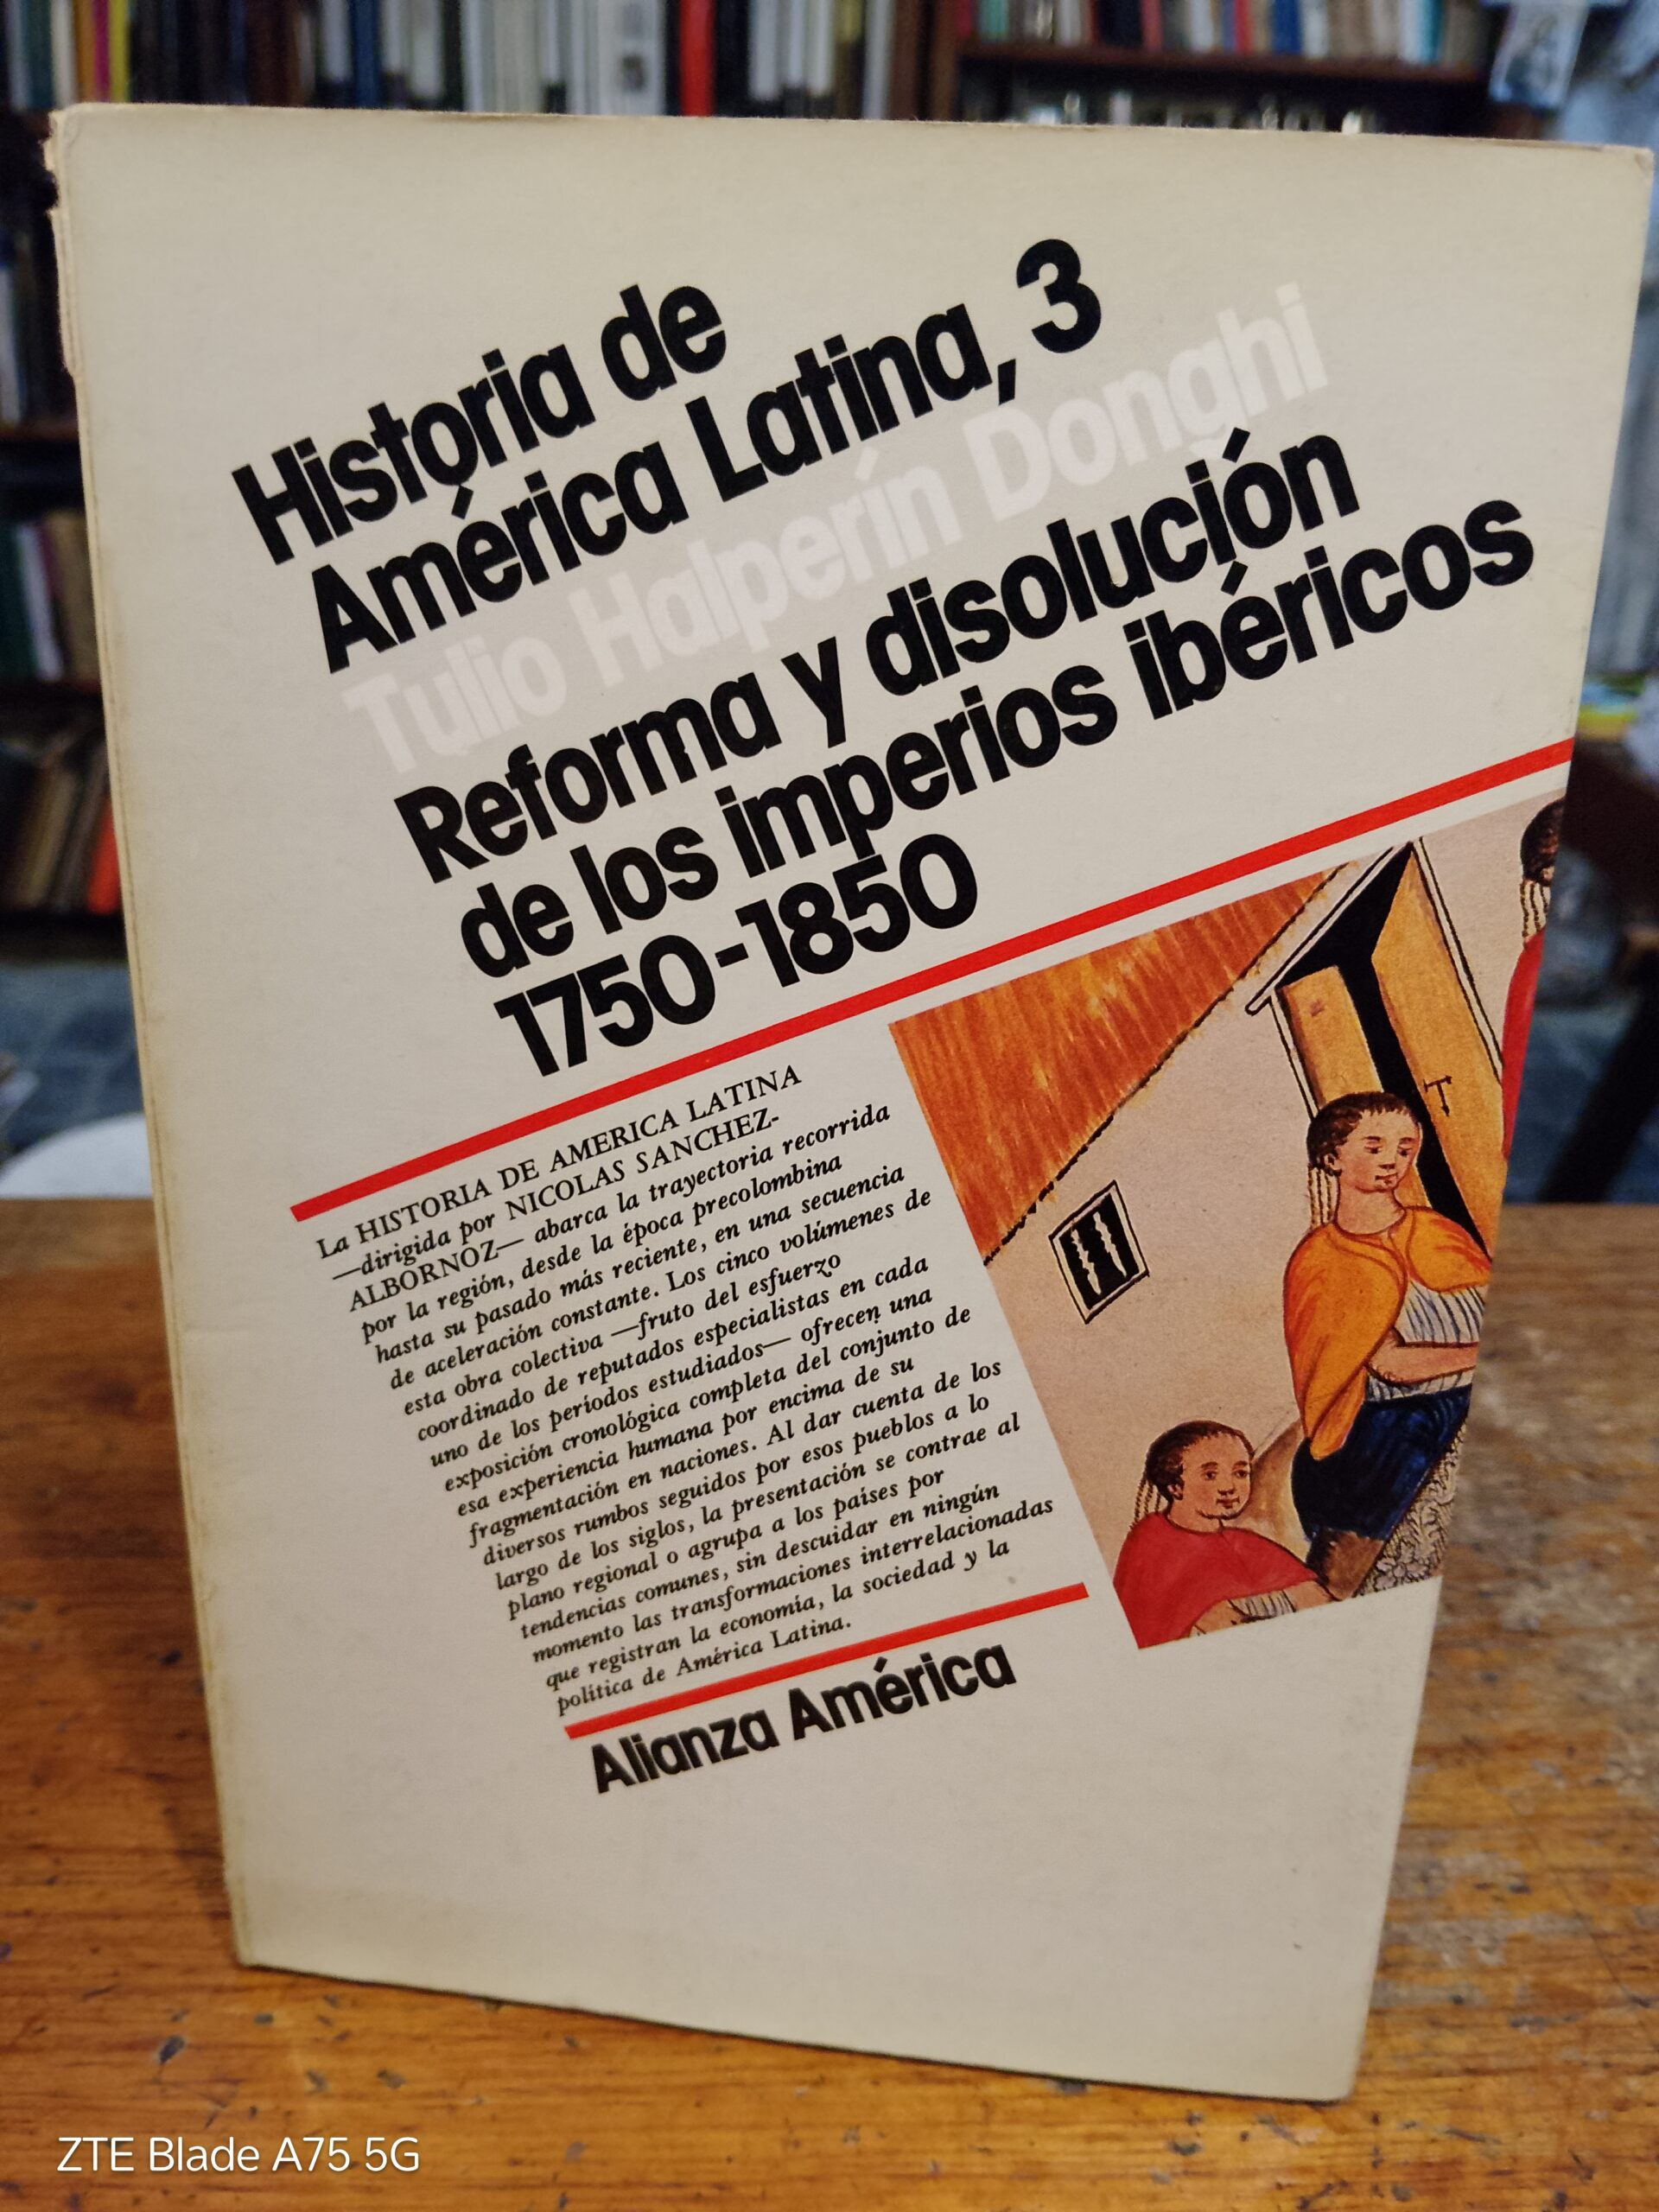 Historia de
América Latina, 3
Tulio Halperín Donghi
Reforma y disolución
de los imperios ibéricos
1750-1850
La HISTORIA DE AMERICA LATINA
—dirigida por NICOLAS SANCHEZ-
ALBORNOZ— abarca la trayectoria recorrida
por la región, desde la época precolombina
hasta su pasado más reciente, en una secuencia
de aceleración constante. Los cinco volúmenes de
esta obra colectiva —fruto del esfuerzo
coordinado de reputados especialistas en cada
uno de los períodos estudiados— ofrecen una
exposición cronológica completa del conjunto de
esa experiencia humana por encima de su
fragmentación en naciones. Al dar cuenta de los
diversos rumbos seguidos por esos pueblos a lo
largo de los siglos, la presentación se contrae al
plano regional o agrupa a los países por
tendencias comunes, sin descuidar en ningún
momento las transformaciones interrelacionadas
que registran la economía, la sociedad y la
política de América Latina.
Alianza América
ZTE Blade A75 5G